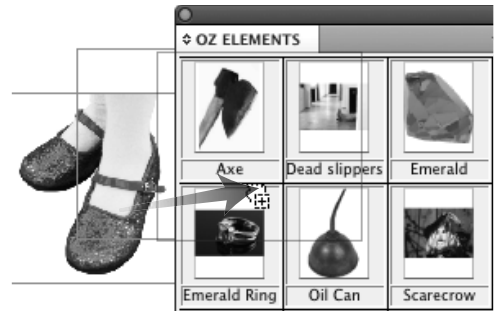 OZ ELEMENTS
Axe
Dead slippers
Emerald
Emerald Ring
Oil Can
Scarecrow